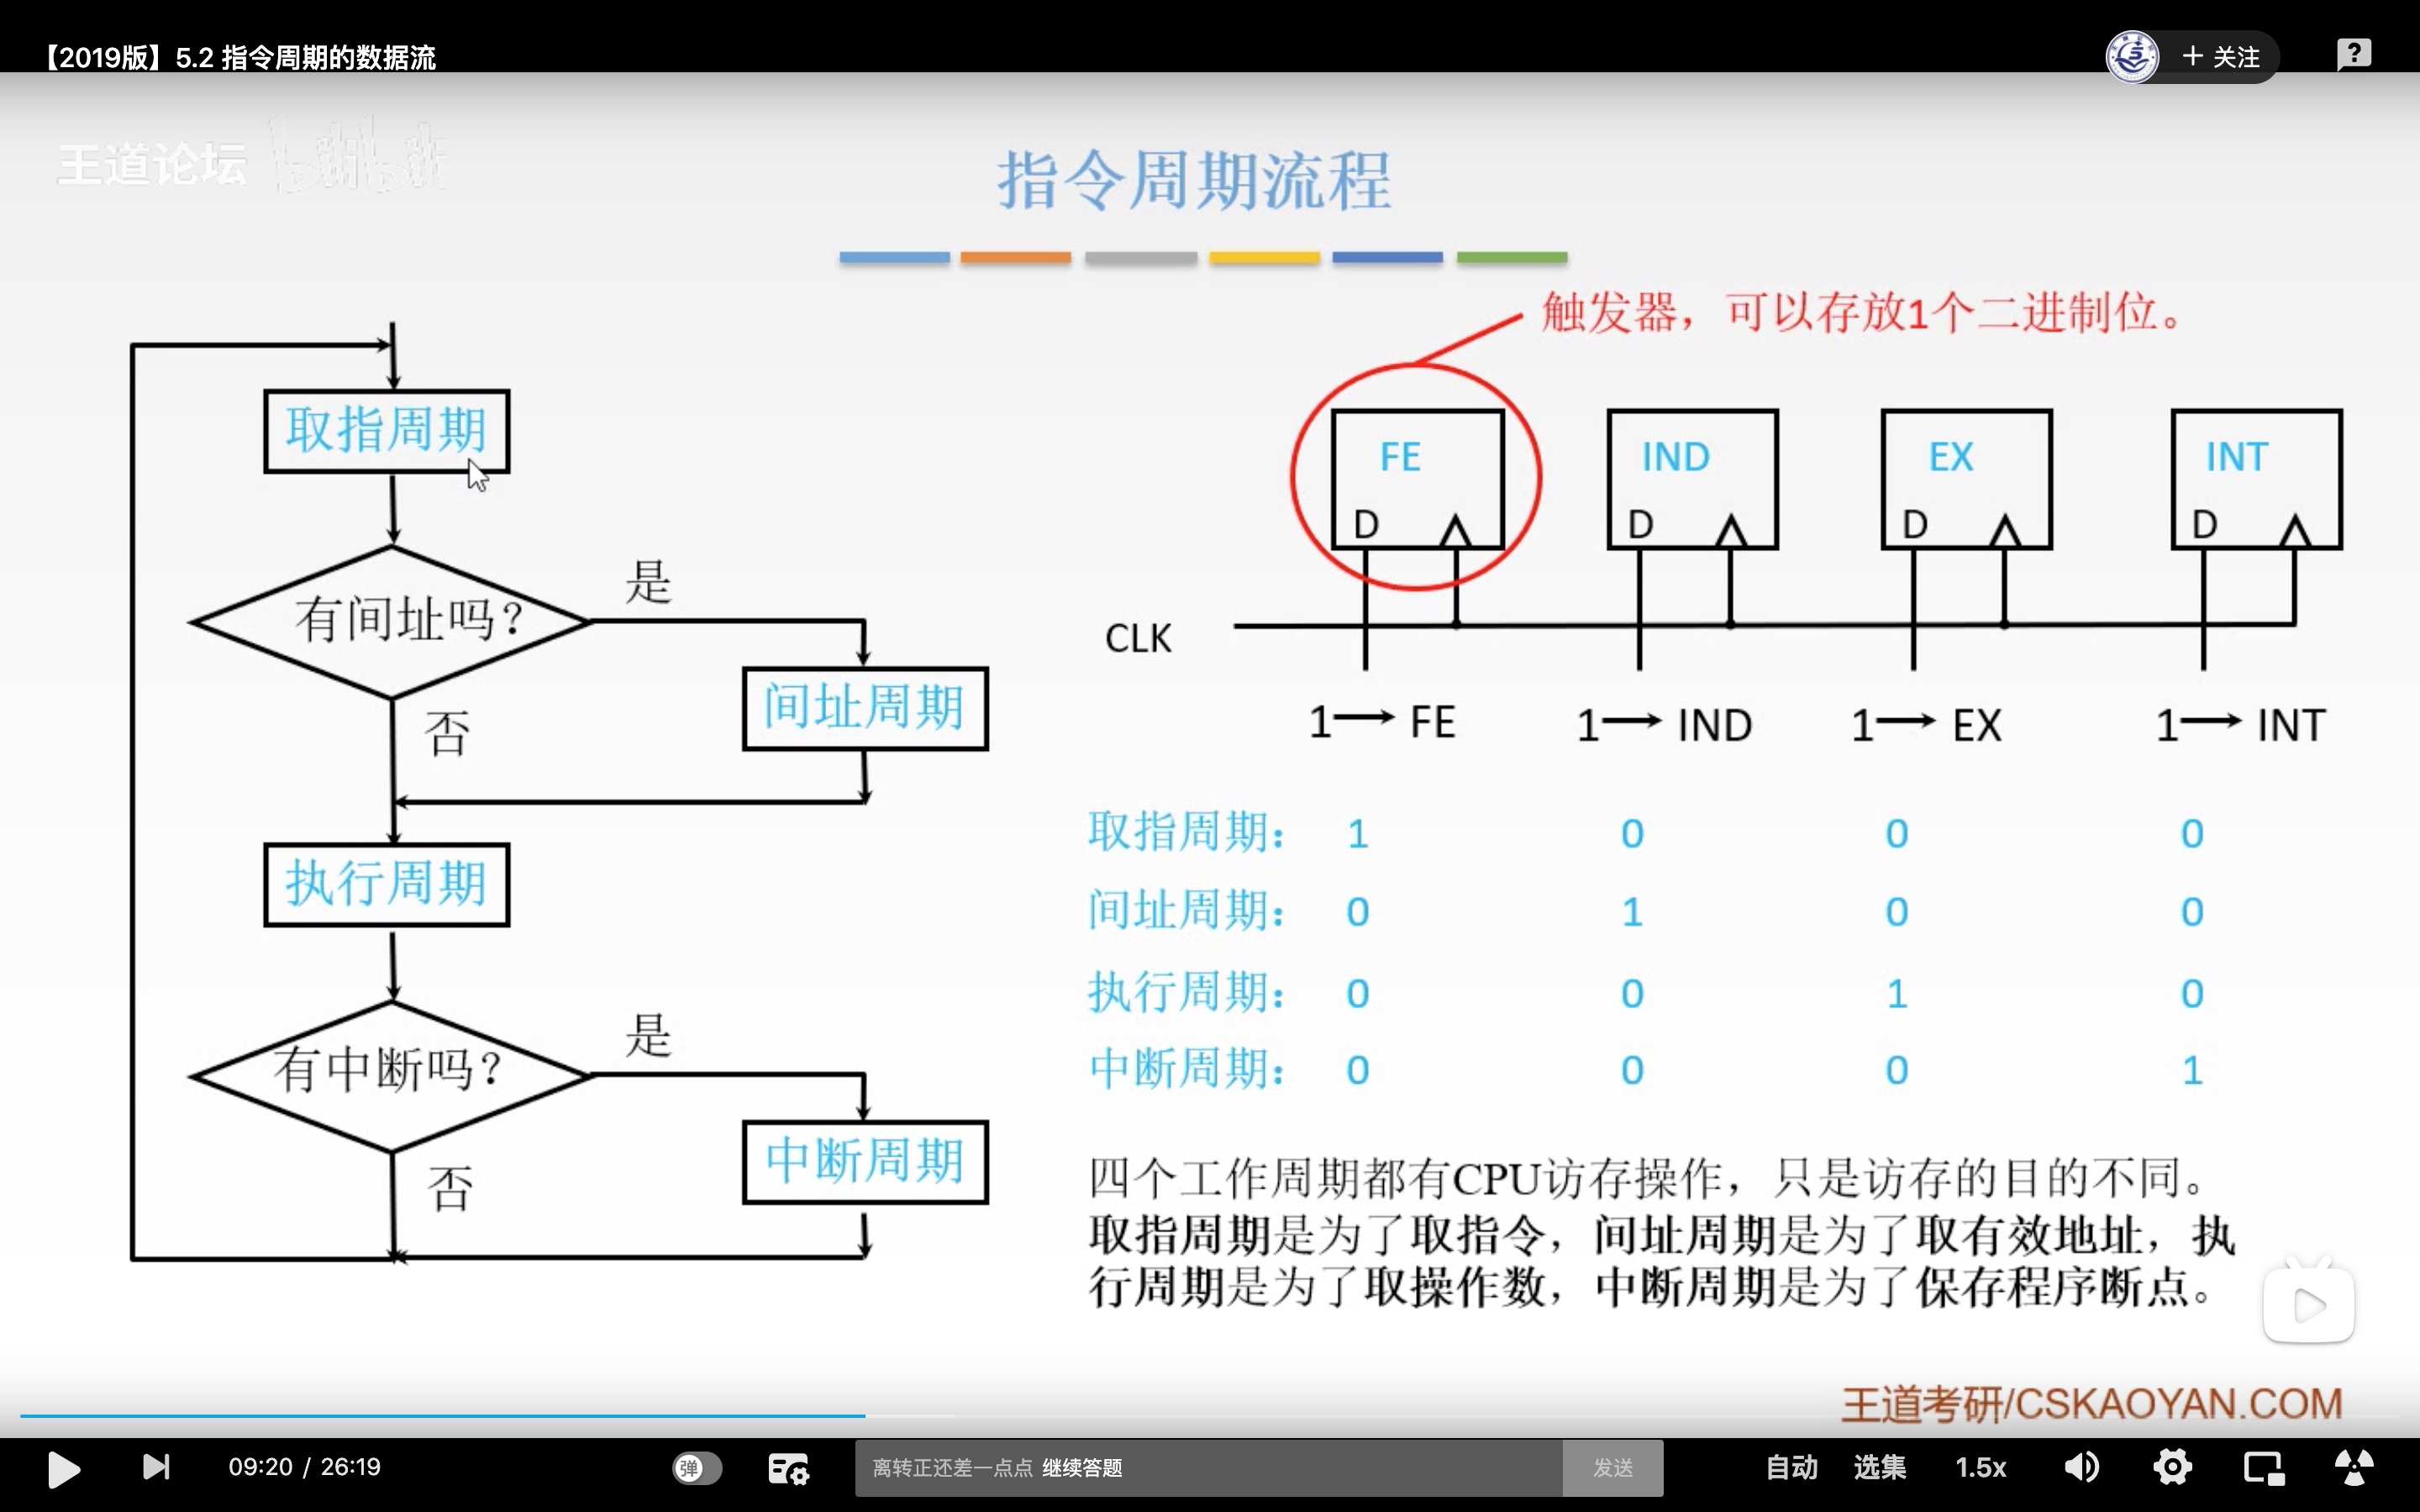 【2019版】5.2 指令周期的数据流
+ 关注
?
王道论坛 bilibili
指令周期流程
触发器，可以存放1个二进制位。
取指周期
有间址吗？
是
间址周期
否
执行周期
有中断吗？
是
中断周期
否
FE
IND
EX
INT
D
D
D
D
CLK
1→ FE
1→ IND
1→ EX
1→ INT
取指周期： 1 0 0 0
间址周期： 0 1 0 0
执行周期： 0 0 1 0
中断周期： 0 0 0 1
四个工作周期都有CPU访存操作，只是访存的目的不同。
取指周期是为了取指令，间址周期是为了取有效地址，执
行周期是为了取操作数，中断周期是为了保存程序断点。
王道考研/CSKAOYAN.COM
09:20 / 26:19
弹
离转正还差一点点 继续答题
发送
自动
选集
1.5x